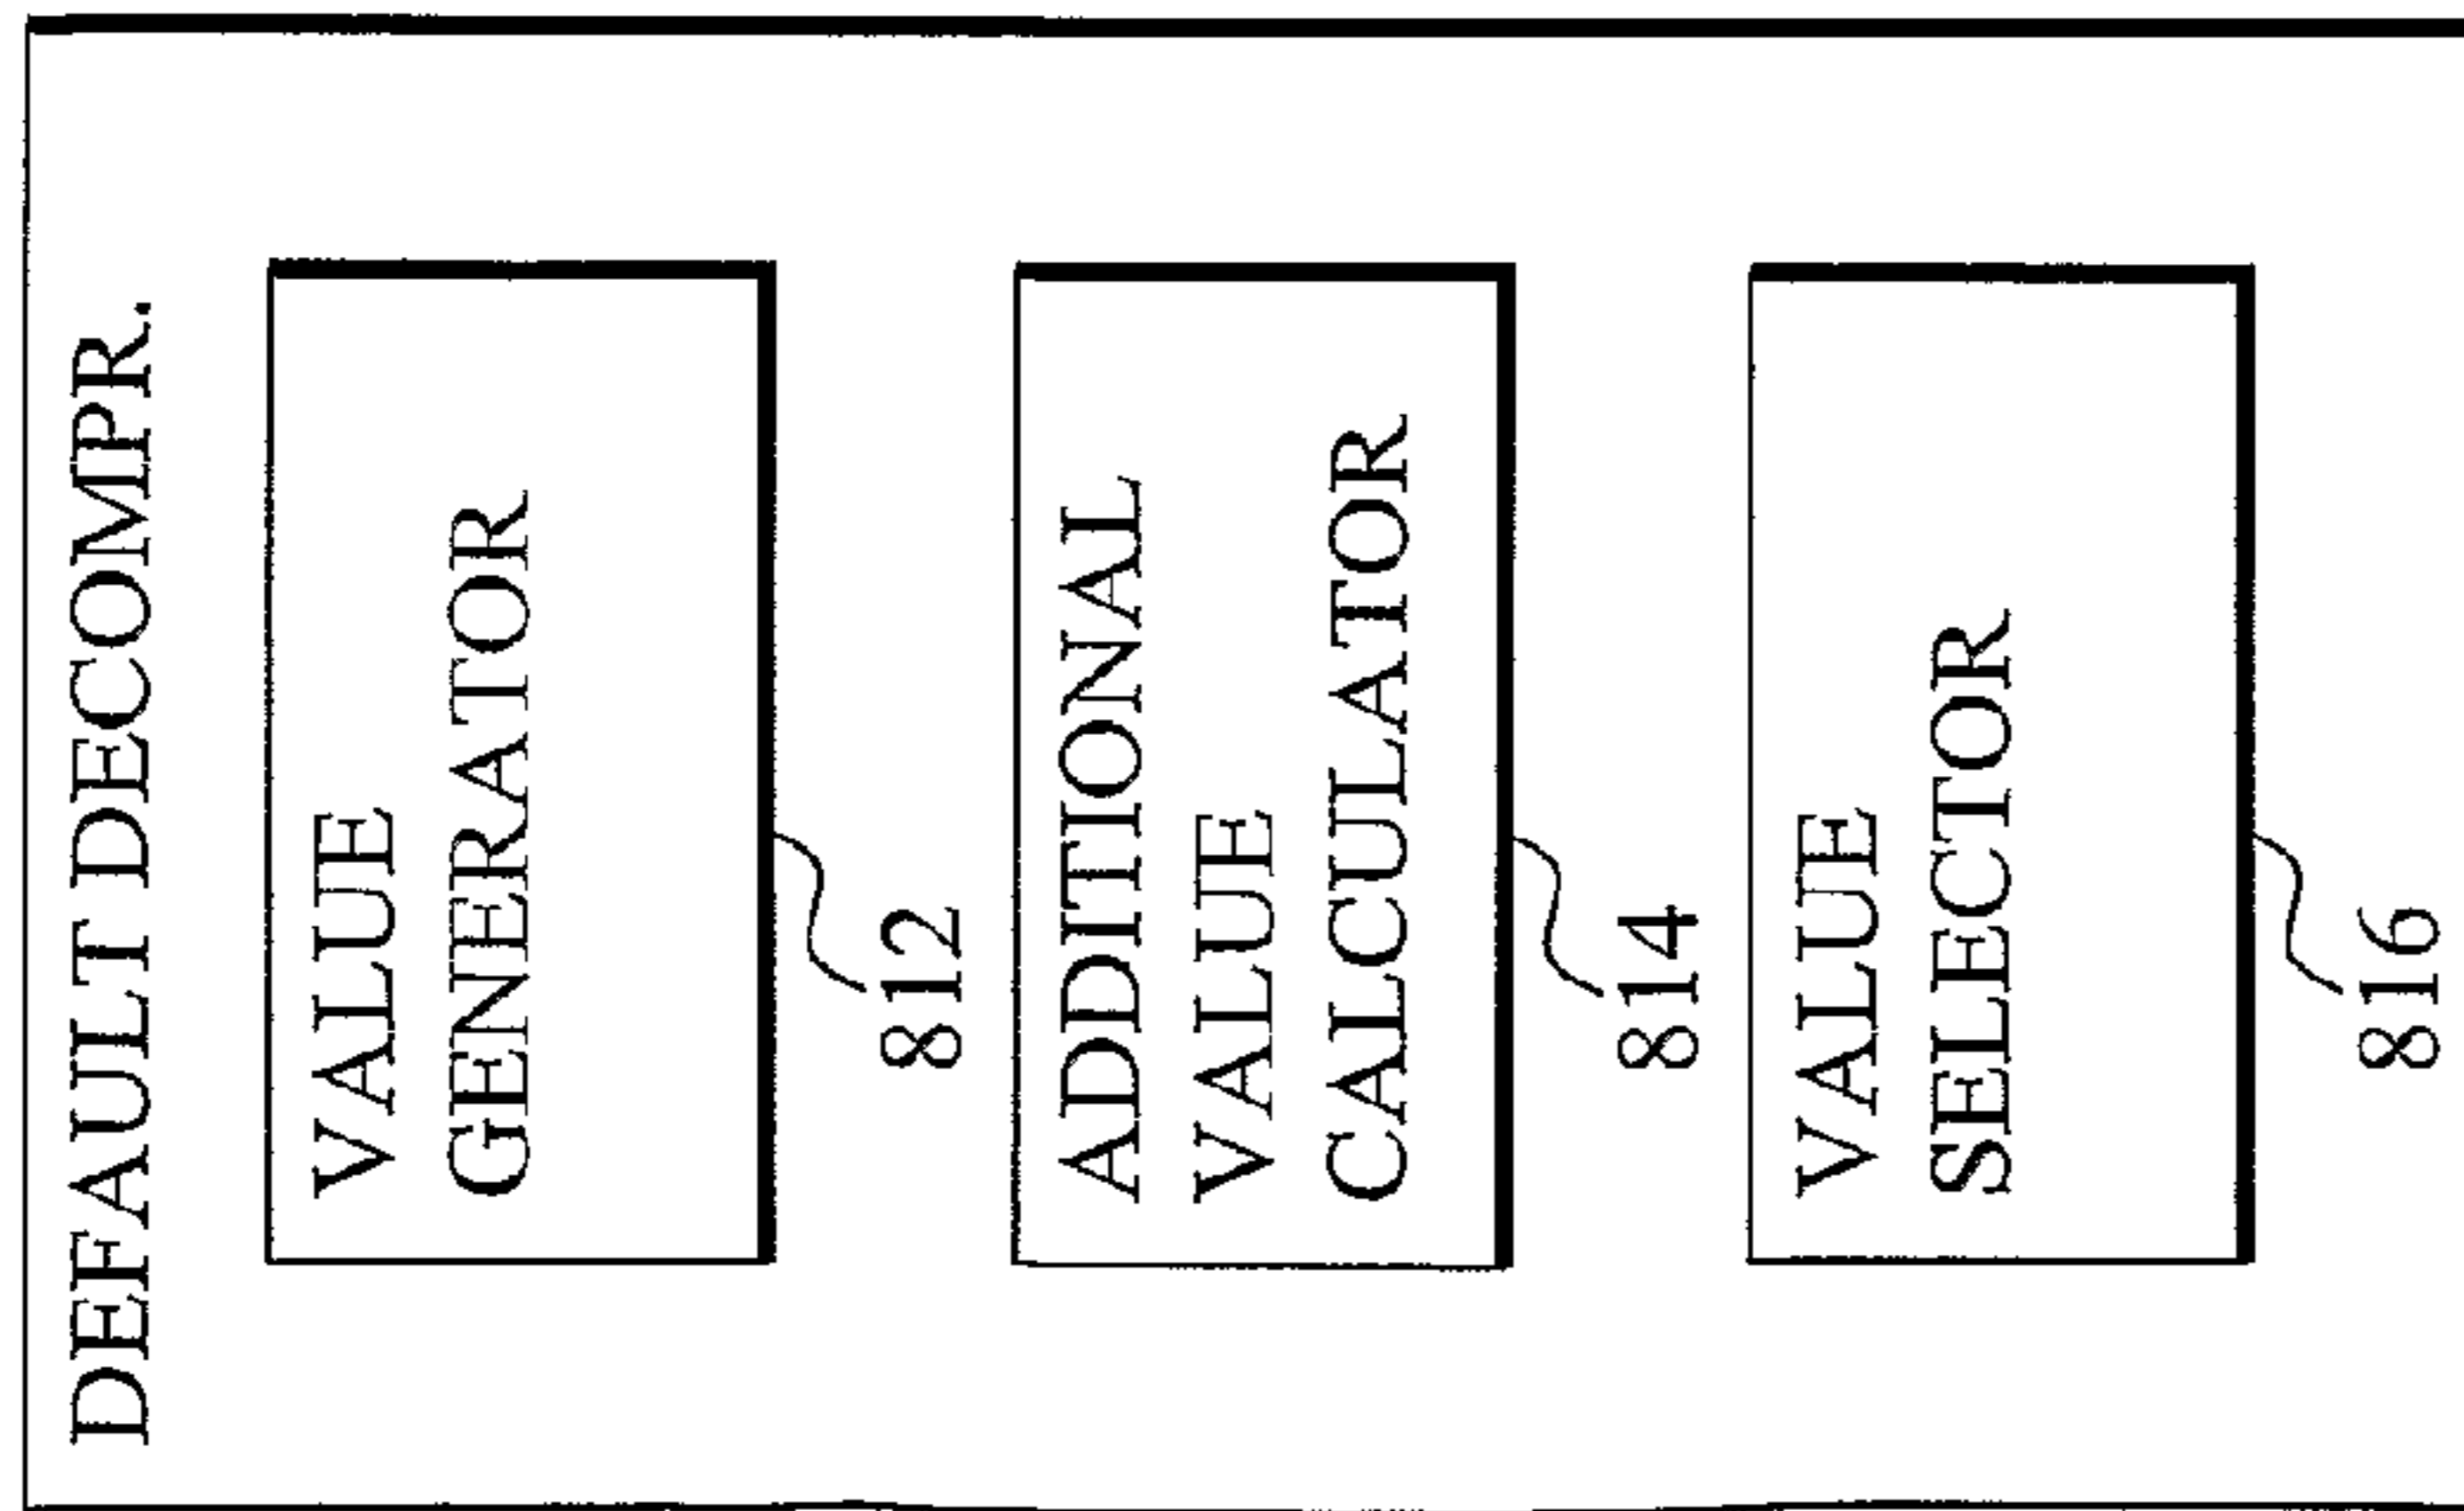 DEFAULT DECOMPR.
VALUE
GENERATOR
812
ADDITIONAL
VALUE
CALCULATOR
814
VALUE
SELECTOR
816